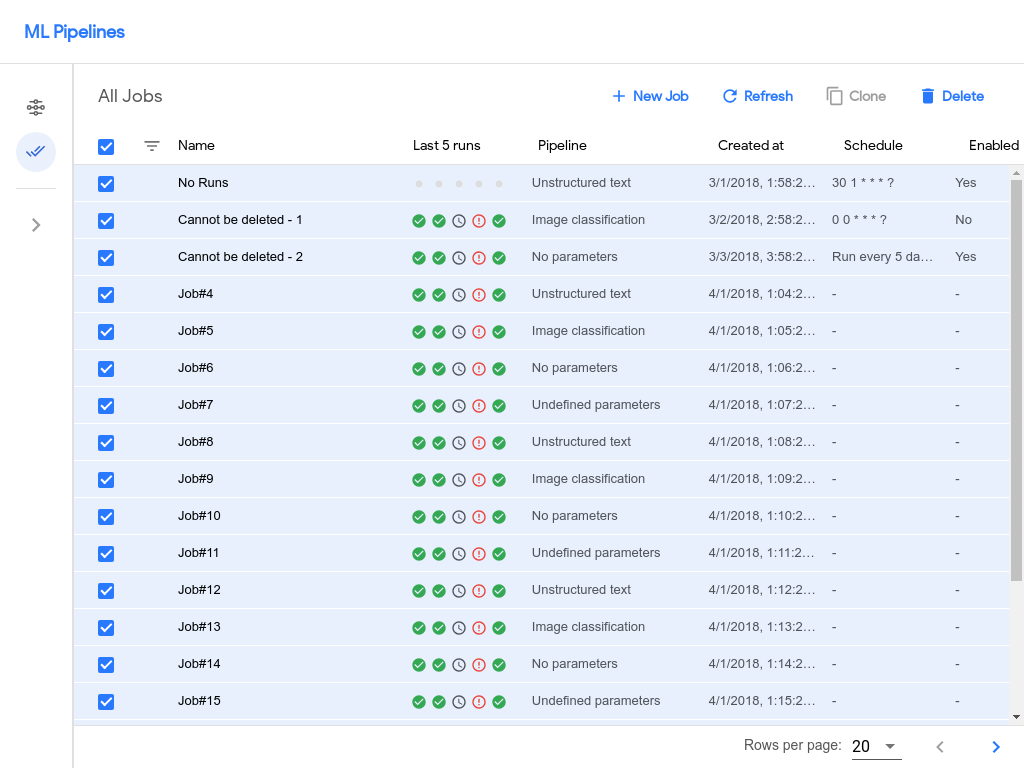 ML Pipelines
All Jobs
New Job
Refresh
Clone
Delete
Name Last 5 runs Pipeline Created at Schedule Enabled
No Runs Unstructured text 3/1/2018, 1:58:2... 30 1 * * * ? Yes
Cannot be deleted - 1 Image classification 3/2/2018, 2:58:2... 0 0 * * * ? No
Cannot be deleted - 2 No parameters 3/3/2018, 3:58:2... Run every 5 da... Yes
Job#4 Unstructured text 4/1/2018, 1:04:2... - -
Job#5 Image classification 4/1/2018, 1:05:2... - -
Job#6 No parameters 4/1/2018, 1:06:2... - -
Job#7 Undefined parameters 4/1/2018, 1:07:2... - -
Job#8 Unstructured text 4/1/2018, 1:08:2... - -
Job#9 Image classification 4/1/2018, 1:09:2... - -
Job#10 No parameters 4/1/2018, 1:10:2... - -
Job#11 Undefined parameters 4/1/2018, 1:11:2... - -
Job#12 Unstructured text 4/1/2018, 1:12:2... - -
Job#13 Image classification 4/1/2018, 1:13:2... - -
Job#14 No parameters 4/1/2018, 1:14:2... - -
Job#15 Undefined parameters 4/1/2018, 1:15:2... - -
Rows per page: 20